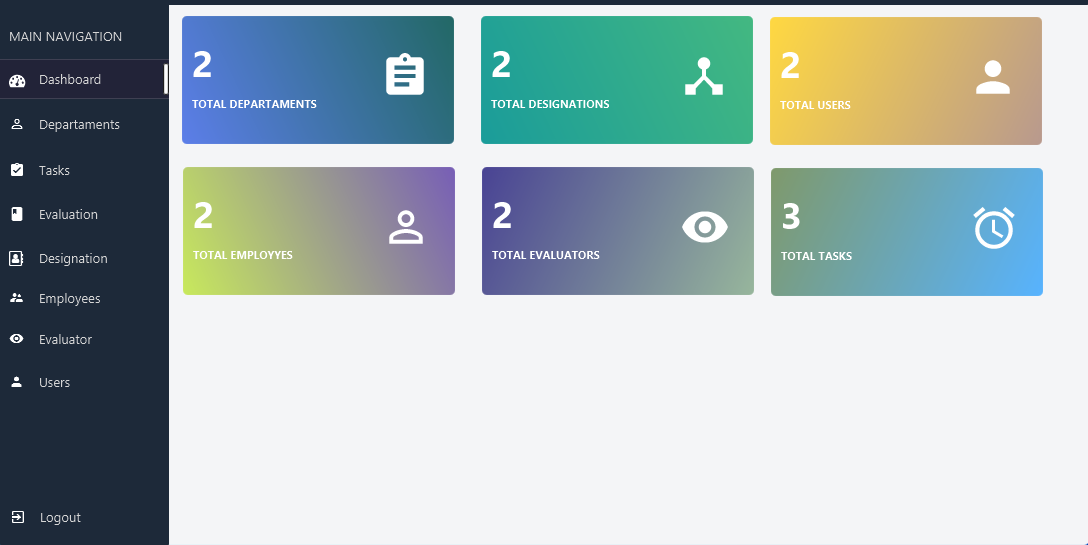 MAIN NAVIGATION
Dashboard
Departaments
Tasks
Evaluation
Designation
Employees
Evaluator
Users
Logout
2
TOTAL DEPARTAMENTS
2
TOTAL DESIGNATIONS
2
TOTAL USERS
2
TOTAL EMPLOYYES
2
TOTAL EVALUATORS
3
TOTAL TASKS